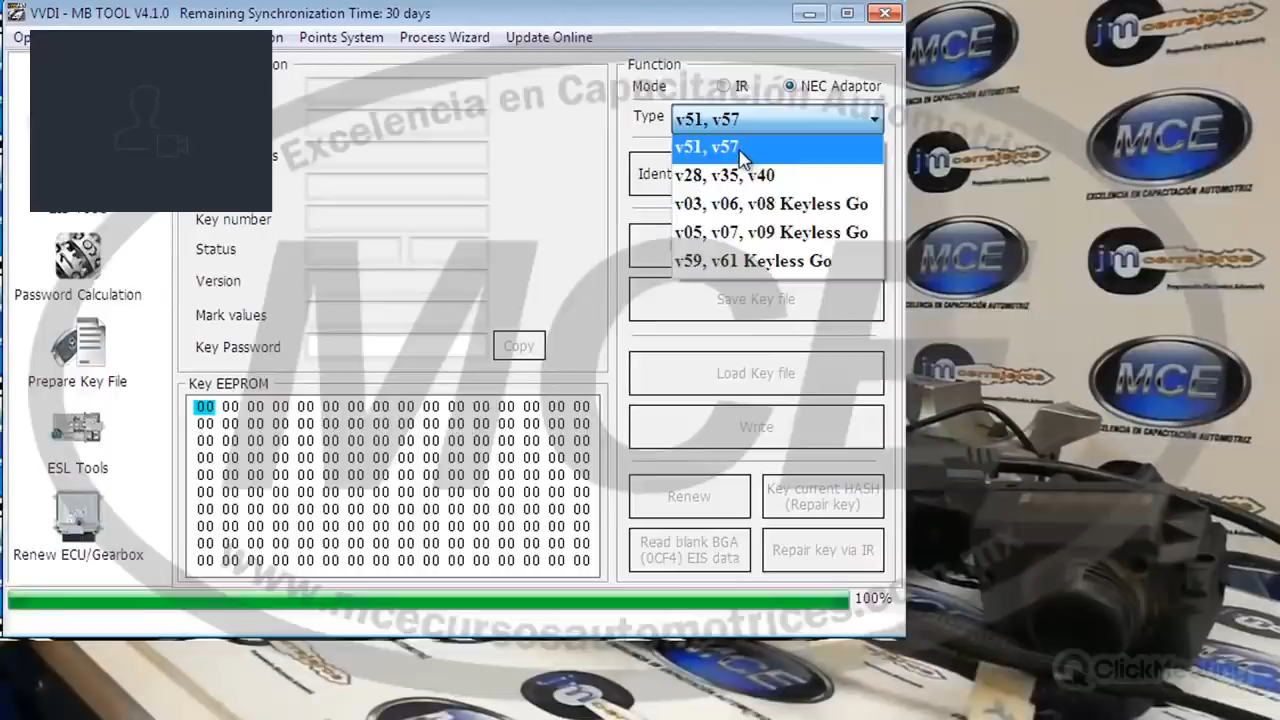 VVDI - MB TOOL V4.1.0 Remaining Synchronization Time: 30 days
Points System Process Wizard Update Online
Password Calculation
Prepare Key File
ESL Tools
Renew ECU/Gearbox
Key number
Status
Version
Mark values
Key Password
Copy
Key EEPROM
00 00 00 00 00 00 00 00 00 00 00 00 00 00 00 00
00 00 00 00 00 00 00 00 00 00 00 00 00 00 00 00
00 00 00 00 00 00 00 00 00 00 00 00 00 00 00 00
00 00 00 00 00 00 00 00 00 00 00 00 00 00 00 00
00 00 00 00 00 00 00 00 00 00 00 00 00 00 00 00
00 00 00 00 00 00 00 00 00 00 00 00 00 00 00 00
00 00 00 00 00 00 00 00 00 00 00 00 00 00 00 00
00 00 00 00 00 00 00 00 00 00 00 00 00 00 00 00
00 00 00 00 00 00 00 00 00 00 00 00 00 00 00 00
00 00 00 00 00 00 00 00 00 00 00 00 00 00 00 00
Function
Mode IR NEC Adaptor
Type v51, v57
v51, v57
v28, v35, v40
v03, v06, v08 Keyless Go
v05, v07, v09 Keyless Go
v59, v61 Keyless Go
Save Key file
Load Key file
Write
Renew
Key current HASH
(Repair key)
Read blank BGA
(0CF4) EIS data
Repair key via IR
100%
Excelencia en Capacitación
MCE
MCE
jm cerrajeros
MCE
EXCELENCIA EN CAPACITACIÓN AUTOMOTRIZ
jm cerrajeros
MCE
jm cerrajeros
MCE
EXCELENCIA EN CAPACITACIÓN AUTOMOTRIZ
ClickMeeting